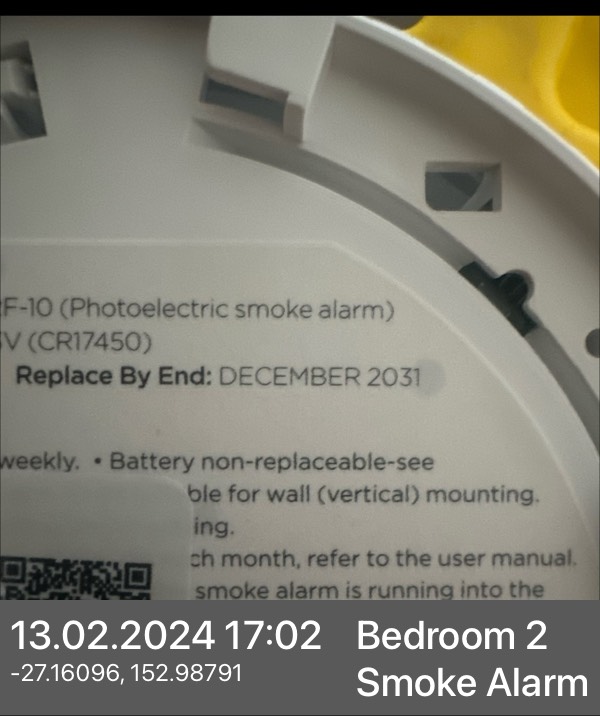 F-10 (Photoelectric smoke alarm)
V (CR17450)
Replace By End: DECEMBER 2031
weekly. • Battery non-replaceable-see
ble for wall (vertical) mounting.
ing.
ch month, refer to the user manual.
smoke alarm is running into the
13.02.2024 17:02
-27.16096, 152.98791
Bedroom 2
Smoke Alarm